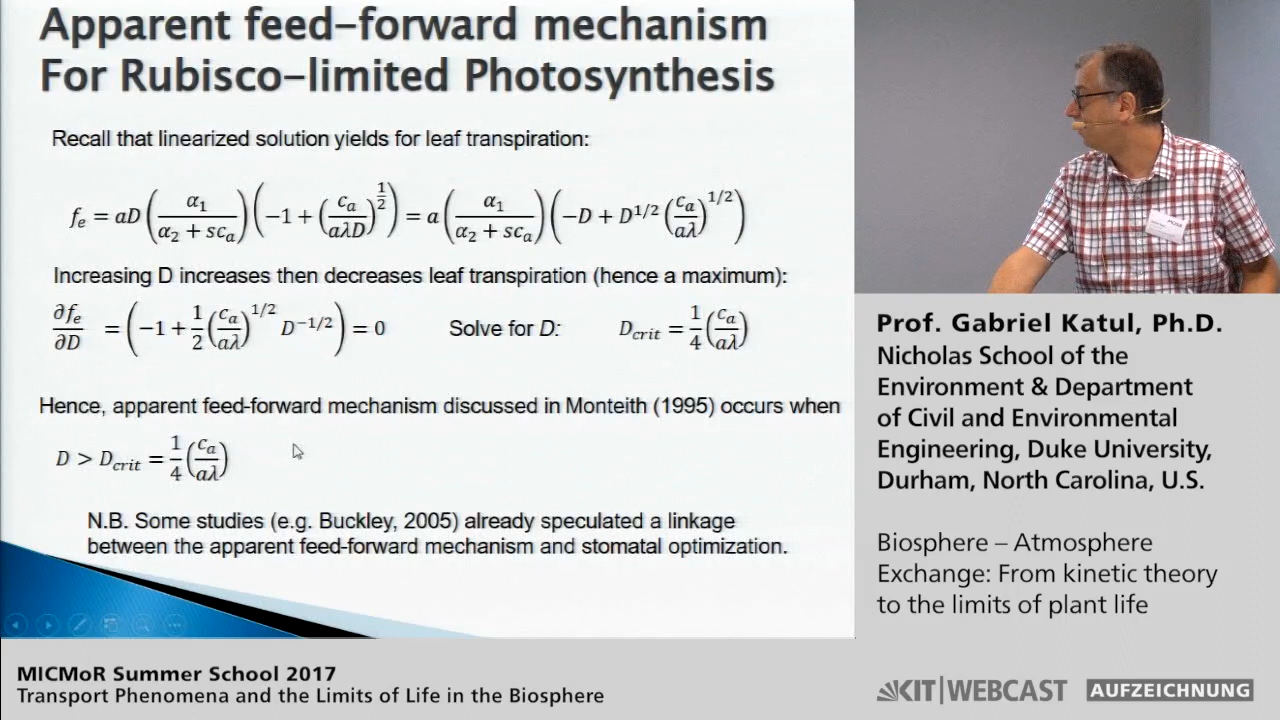 Apparent feed–forward mechanism
For Rubisco–limited Photosynthesis
Recall that linearized solution yields for leaf transpiration:
f_e = aD (α_1 / (α_2 + sc_a)) (−1 + (c_a / aλD)^{1/2}) = a (α_1 / (α_2 + sc_a)) (−D + D^{1/2} (c_a / aλ)^{1/2})
Increasing D increases then decreases leaf transpiration (hence a maximum):
∂f_e / ∂D = (−1 + 1/2 (c_a / aλ)^{1/2} D^{−1/2}) = 0 Solve for D: D_{crit} = 1/4 (c_a / aλ)
Hence, apparent feed-forward mechanism discussed in Monteith (1995) occurs when
D > D_{crit} = 1/4 (c_a / aλ)
N.B. Some studies (e.g. Buckley, 2005) already speculated a linkage
between the apparent feed-forward mechanism and stomatal optimization.
Prof. Gabriel Katul, Ph.D.
Nicholas School of the
Environment & Department
of Civil and Environmental
Engineering, Duke University,
Durham, North Carolina, U.S.
Biosphere – Atmosphere
Exchange: From kinetic theory
to the limits of plant life
MICMoR Summer School 2017
Transport Phenomena and the Limits of Life in the Biosphere
KIT|WEBCAST AUFZEICHNUNG